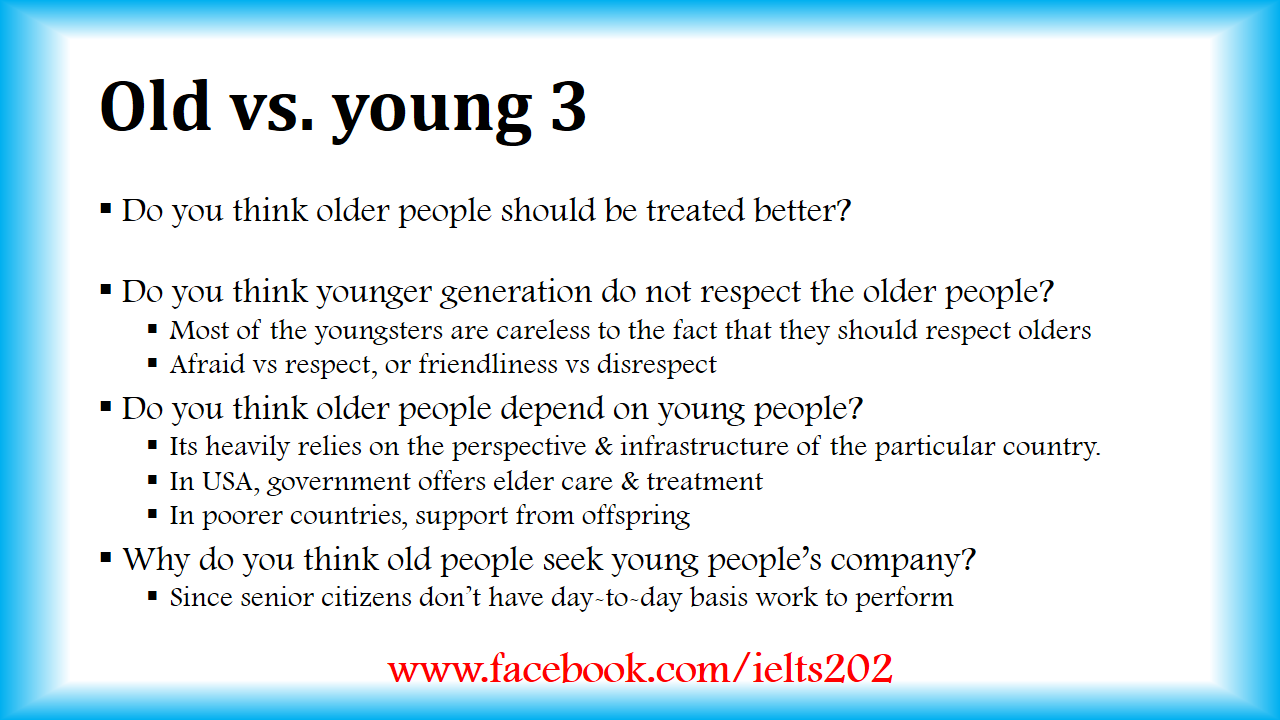 Old vs. young 3
▪ Do you think older people should be treated better?
▪ Do you think younger generation do not respect the older people?
▪ Most of the youngsters are careless to the fact that they should respect olders
▪ Afraid vs respect, or friendliness vs disrespect
▪ Do you think older people depend on young people?
▪ Its heavily relies on the perspective & infrastructure of the particular country.
▪ In USA, government offers elder care & treatment
▪ In poorer countries, support from offspring
▪ Why do you think old people seek young people’s company?
▪ Since senior citizens don’t have day-to-day basis work to perform
www.facebook.com/ielts202